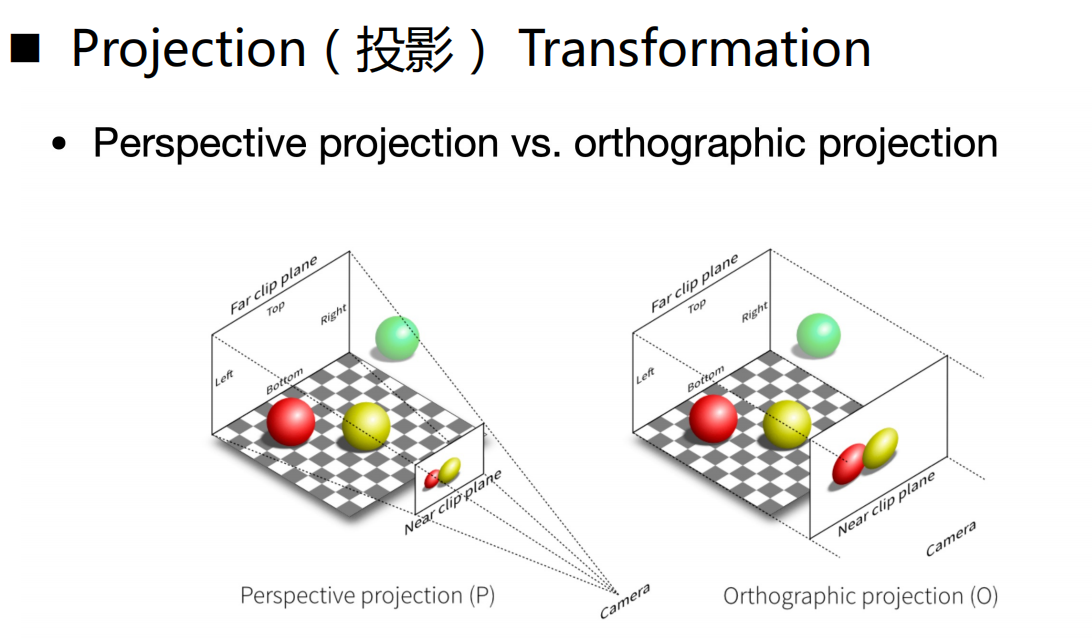 ■ Projection（投影） Transformation
• Perspective projection vs. orthographic projection
Far clip plane
Top
Right
Left
Bottom
Near clip plane
Camera
Perspective projection (P)
Far clip plane
Top
Right
Left
Bottom
Near clip plane
Camera
Orthographic projection (O)